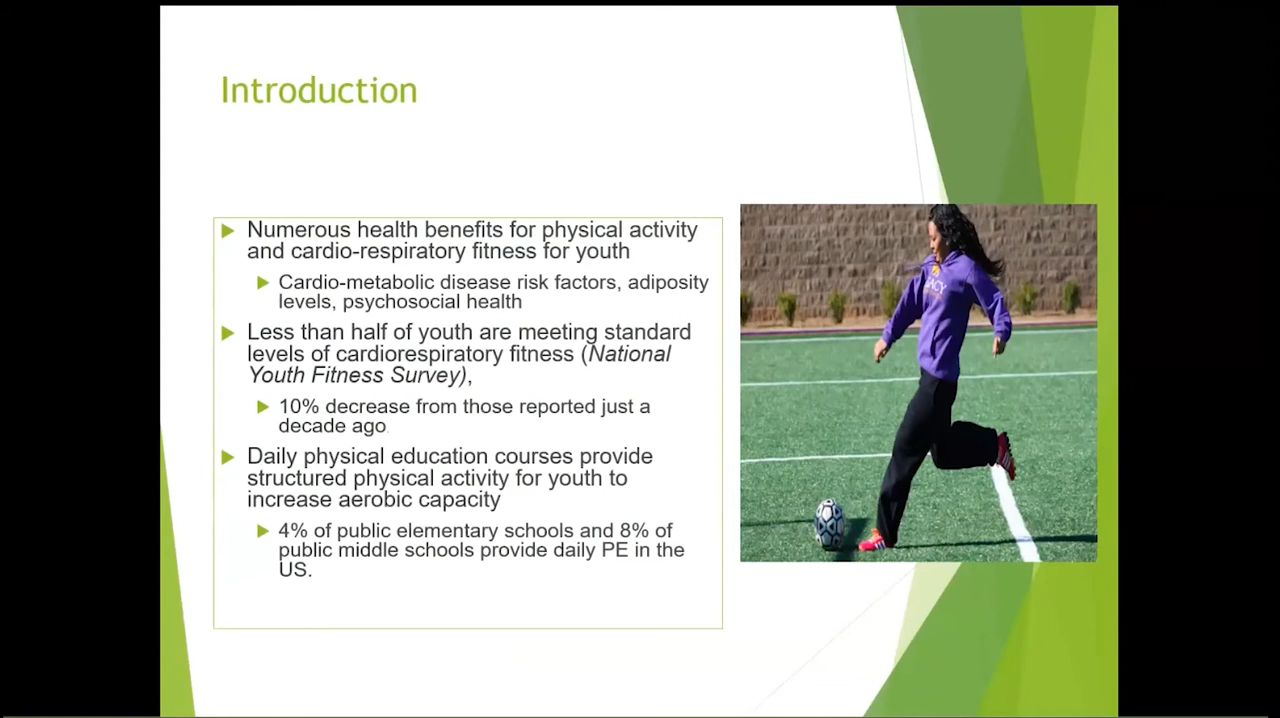 Introduction
Numerous health benefits for physical activity
and cardio-respiratory fitness for youth
Cardio-metabolic disease risk factors, adiposity
levels, psychosocial health
Less than half of youth are meeting standard
levels of cardiorespiratory fitness (National
Youth Fitness Survey),
10% decrease from those reported just a
decade ago.
Daily physical education courses provide
structured physical activity for youth to
increase aerobic capacity
4% of public elementary schools and 8% of
public middle schools provide daily PE in the
US.